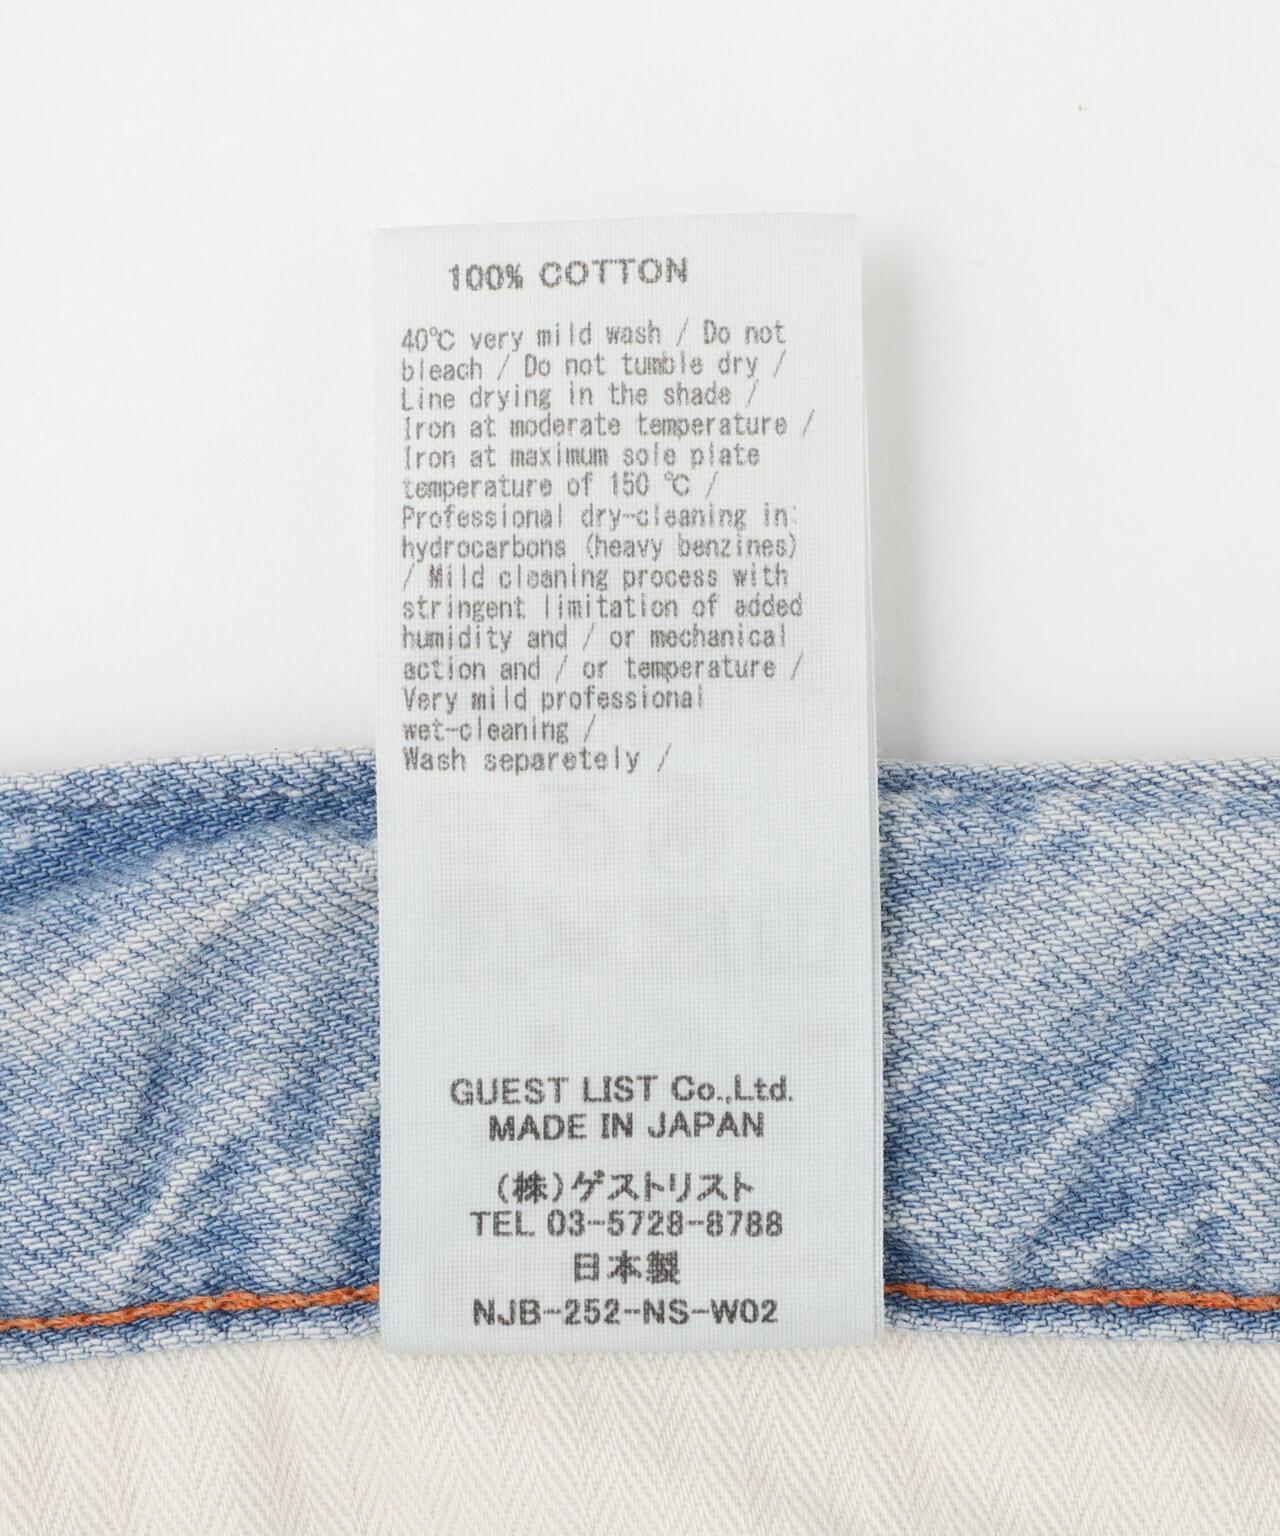 100% COTTON
40℃ very mild wash / Do not
bleach / Do not tumble dry /
Line drying in the shade /
Iron at moderate temperature /
Iron at maximum sole plate
temperature of 150 ℃ /
Professional dry-cleaning in:
hydrocarbons (heavy benzines)
/ Mild cleaning process with
stringent limitation of added
humidity and / or mechanical
action and / or temperature /
Very mild professional
wet-cleaning /
Wash separetely /
GUEST LIST Co.,Ltd.
MADE IN JAPAN
(株)ゲストリスト
TEL 03-5728-8788
日本製
NJB-252-NS-W02